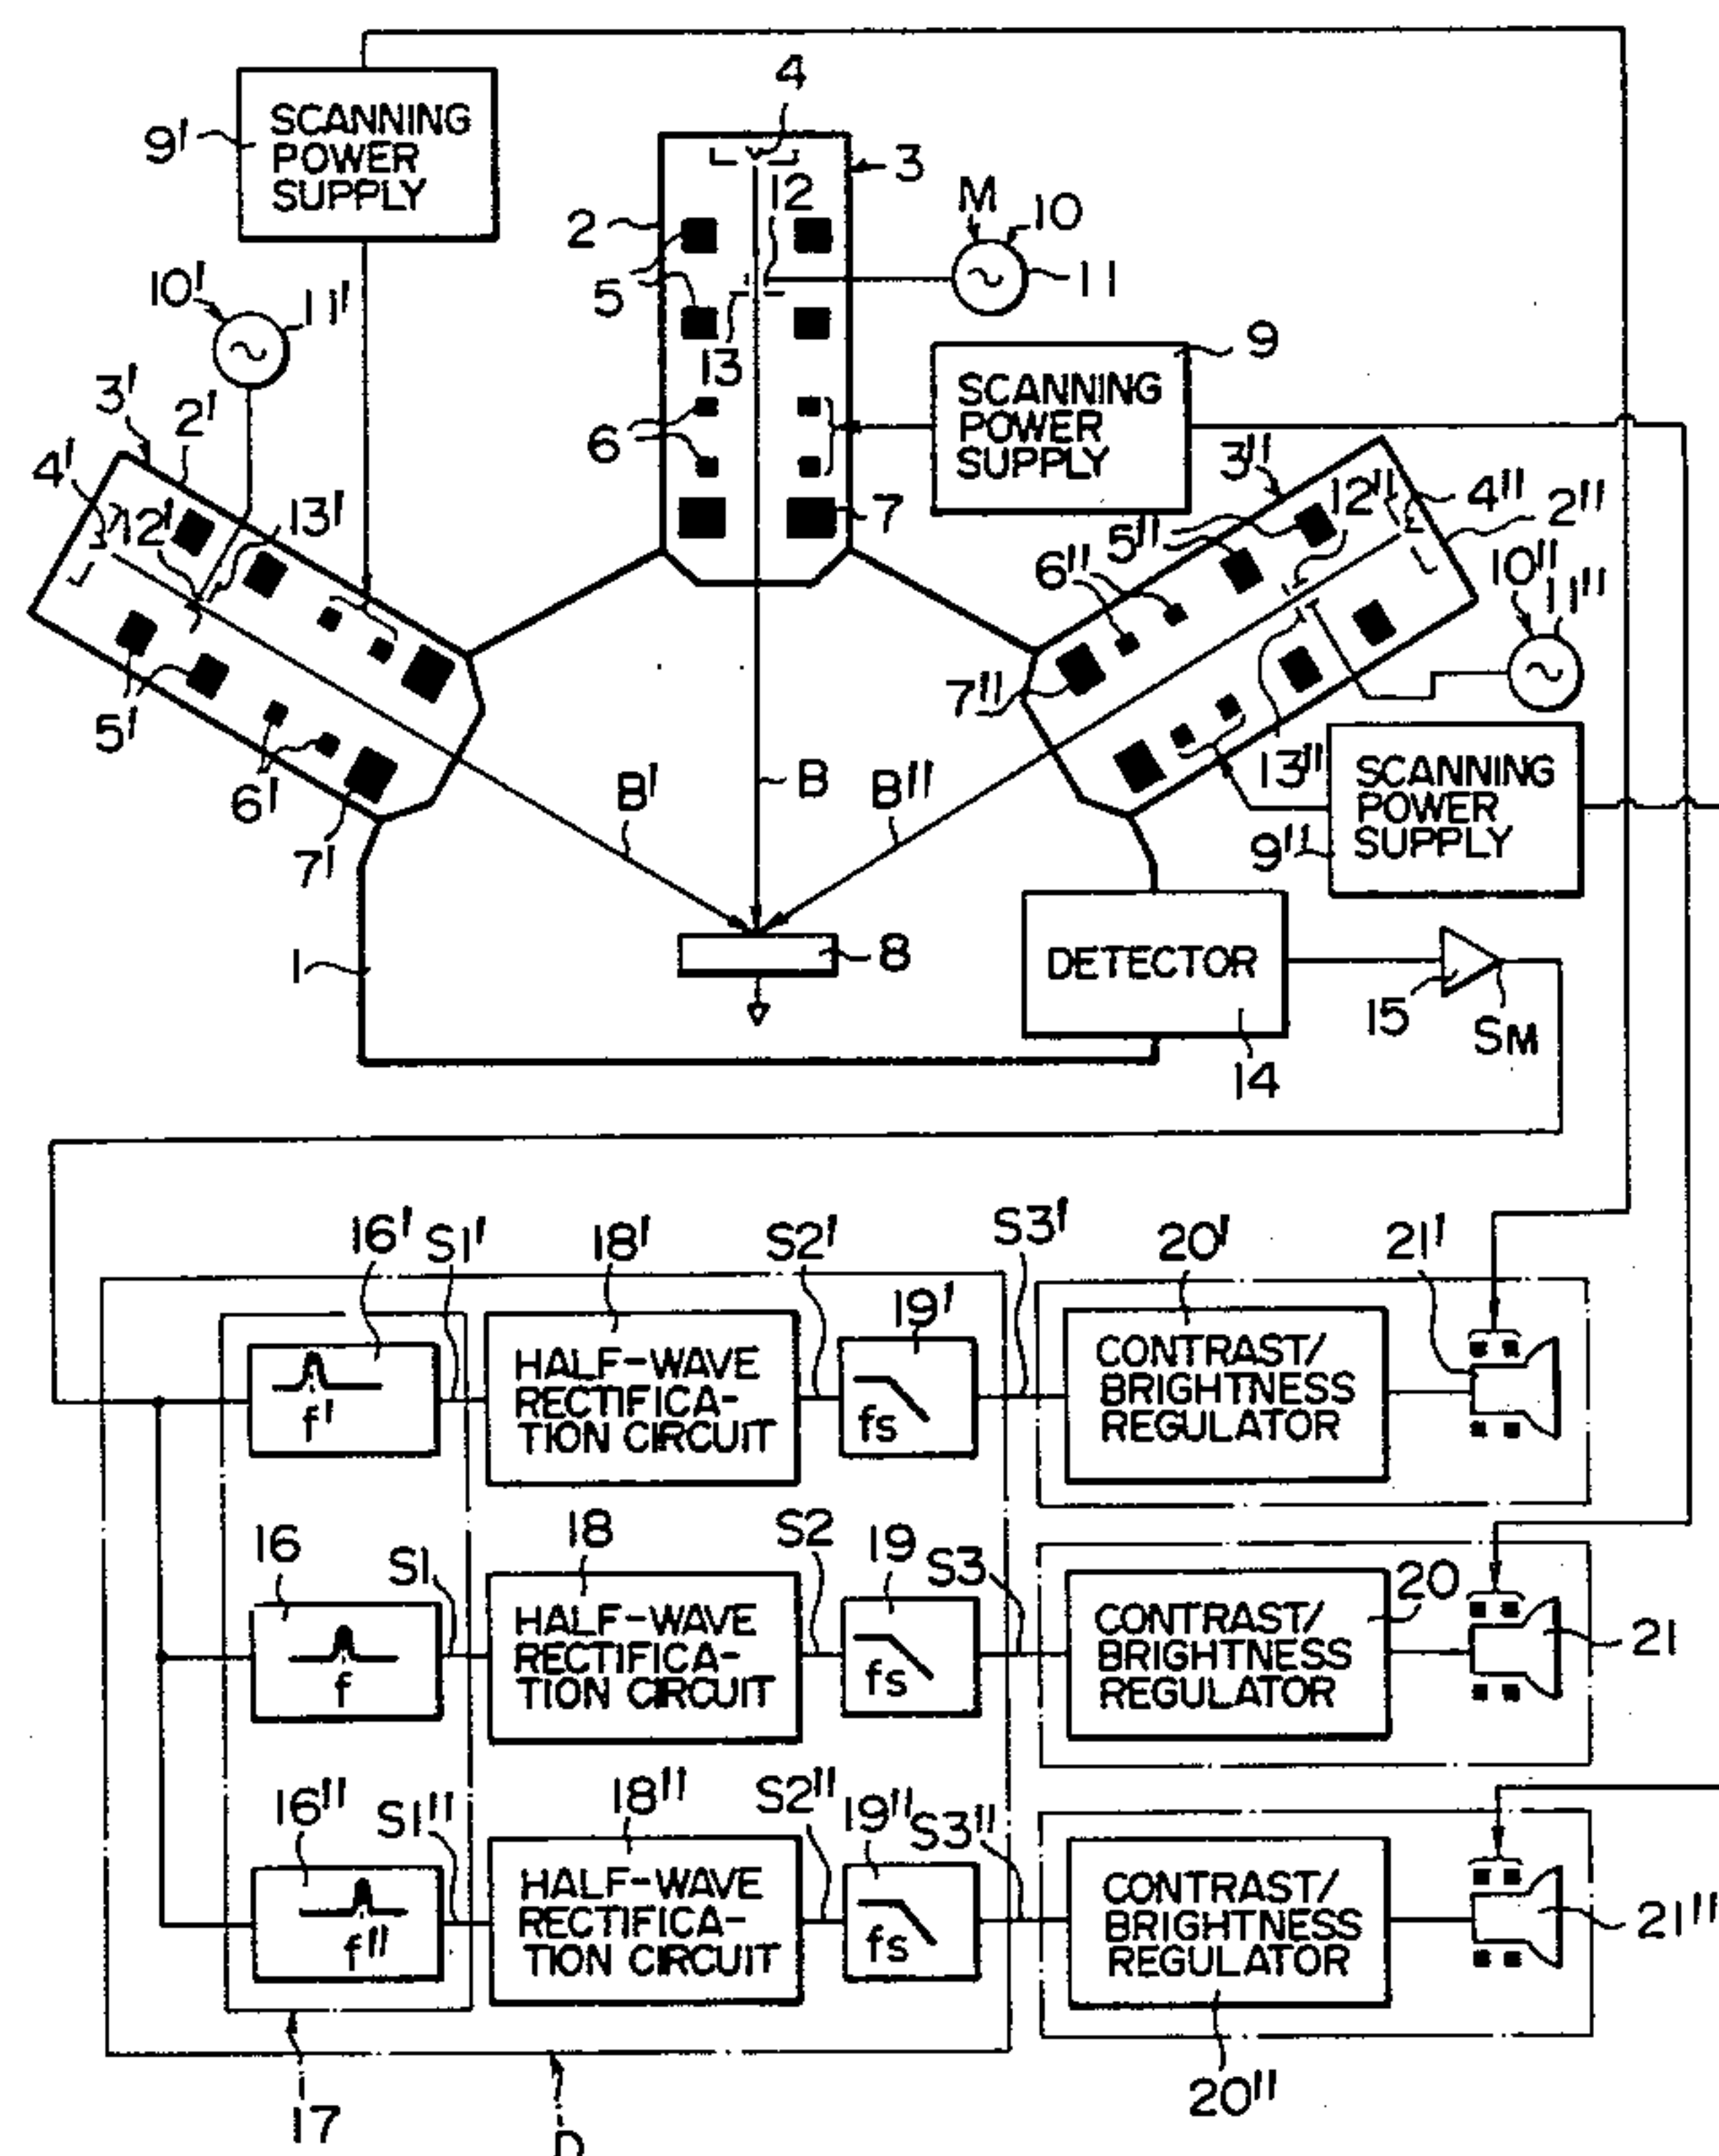 4
9'
SCANNING
POWER
SUPPLY
3
12
M
10
2
11
5
10'
11'
13
9
SCANNING
POWER
SUPPLY
3'
2'
6
4'
12'
13'
3''
12''
4''
2''
7
5''
6''
10''
11''
5'
7''
6'
13''
SCANNING
POWER
SUPPLY
B'
B
B''
7'
9''
1
8
DETECTOR
15
SM
14
16'
S1'
18'
S2'
S3'
20'
21'
19'
f'
HALF-WAVE
RECTIFICA-
TION CIRCUIT
fs
CONTRAST/
BRIGHTNESS
REGULATOR
16
S1
18
S2
19
S3
20
f
HALF-WAVE
RECTIFICA-
TION CIRCUIT
fs
CONTRAST/
BRIGHTNESS
REGULATOR
21
16''
S1''
18''
S2''
19''
S3''
f''
HALF-WAVE
RECTIFICA-
TION CIRCUIT
fs
CONTRAST/
BRIGHTNESS
REGULATOR
21''
17
D
20''